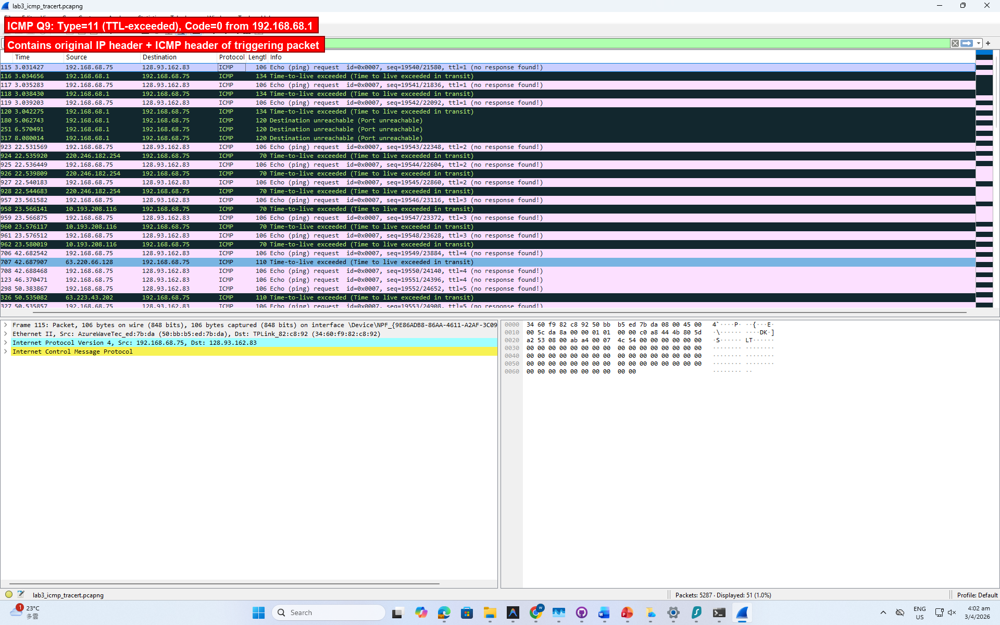 lab3_icmp_tracert.pcapng
ICMP Q9: Type=11 (TTL-exceeded), Code=0 from 192.168.68.1
Contains original IP header + ICMP header of triggering packet
Time Source Destination Protocol Lengtl Info
115 3.031427 192.168.68.75 128.93.162.83 ICMP 106 Echo (ping) request id=0x0007, seq=19540/21580, ttl=1 (no response found!)
116 3.034656 192.168.68.1 192.168.68.75 ICMP 134 Time-to-live exceeded (Time to live exceeded in transit)
117 3.035283 192.168.68.75 128.93.162.83 ICMP 106 Echo (ping) request id=0x0007, seq=19541/21836, ttl=1 (no response found!)
118 3.038430 192.168.68.1 192.168.68.75 ICMP 134 Time-to-live exceeded (Time to live exceeded in transit)
119 3.039203 192.168.68.75 128.93.162.83 ICMP 106 Echo (ping) request id=0x0007, seq=19542/22092, ttl=1 (no response found!)
120 3.042275 192.168.68.1 192.168.68.75 ICMP 134 Time-to-live exceeded (Time to live exceeded in transit)
180 5.062743 192.168.68.1 192.168.68.75 ICMP 120 Destination unreachable (Port unreachable)
251 6.570491 192.168.68.1 192.168.68.75 ICMP 120 Destination unreachable (Port unreachable)
317 8.080014 192.168.68.1 192.168.68.75 ICMP 120 Destination unreachable (Port unreachable)
923 22.531569 192.168.68.75 128.93.162.83 ICMP 106 Echo (ping) request id=0x0007, seq=19543/22348, ttl=2 (no response found!)
924 22.535920 220.246.182.254 192.168.68.75 ICMP 70 Time-to-live exceeded (Time to live exceeded in transit)
925 22.536449 192.168.68.75 128.93.162.83 ICMP 106 Echo (ping) request id=0x0007, seq=19544/22604, ttl=2 (no response found!)
926 22.539809 220.246.182.254 192.168.68.75 ICMP 70 Time-to-live exceeded (Time to live exceeded in transit)
927 22.540183 192.168.68.75 128.93.162.83 ICMP 106 Echo (ping) request id=0x0007, seq=19545/22860, ttl=2 (no response found!)
928 22.544683 220.246.182.254 192.168.68.75 ICMP 70 Time-to-live exceeded (Time to live exceeded in transit)
957 23.561582 192.168.68.75 128.93.162.83 ICMP 106 Echo (ping) request id=0x0007, seq=19546/23116, ttl=3 (no response found!)
958 23.566141 10.193.208.116 192.168.68.75 ICMP 70 Time-to-live exceeded (Time to live exceeded in transit)
959 23.566875 192.168.68.75 128.93.162.83 ICMP 106 Echo (ping) request id=0x0007, seq=19547/23372, ttl=3 (no response found!)
960 23.576117 10.193.208.116 192.168.68.75 ICMP 70 Time-to-live exceeded (Time to live exceeded in transit)
961 23.576512 192.168.68.75 128.93.162.83 ICMP 106 Echo (ping) request id=0x0007, seq=19548/23628, ttl=3 (no response found!)
962 23.580019 10.193.208.116 192.168.68.75 ICMP 70 Time-to-live exceeded (Time to live exceeded in transit)
706 42.682542 192.168.68.75 128.93.162.83 ICMP 106 Echo (ping) request id=0x0007, seq=19549/23884, ttl=4 (no response found!)
707 42.687907 63.220.66.128 192.168.68.75 ICMP 110 Time-to-live exceeded (Time to live exceeded in transit)
708 42.688468 192.168.68.75 128.93.162.83 ICMP 106 Echo (ping) request id=0x0007, seq=19550/24140, ttl=4 (no response found!)
123 46.370471 192.168.68.75 128.93.162.83 ICMP 106 Echo (ping) request id=0x0007, seq=19551/24396, ttl=4 (no response found!)
298 50.383867 192.168.68.75 128.93.162.83 ICMP 106 Echo (ping) request id=0x0007, seq=19552/24652, ttl=5 (no response found!)
326 50.535082 63.223.43.202 192.168.68.75 ICMP 110 Time-to-live exceeded (Time to live exceeded in transit)
327 50.535857 192.168.68.75 128.93.162.83 ICMP 106 Echo (ping) request id=0x0007, seq=19553/24908, ttl=5 (no response found!)
Frame 115: Packet, 106 bytes on wire (848 bits), 106 bytes captured (848 bits) on interface \Device\NPF_{9E86ADB8-86AA-4611-A2AF-3C09
Ethernet II, Src: AzureWaveTec_ed:7b:da (50:bb:b5:ed:7b:da), Dst: TPLink_82:c8:92 (34:60:f9:82:c8:92)
Internet Protocol Version 4, Src: 192.168.68.75, Dst: 128.93.162.83
Internet Control Message Protocol
0000 34 60 f9 82 c8 92 50 bb b5 ed 7b da 08 00 45 00 4`····P· ··{···E·
0010 00 5c da 8a 00 00 01 01 00 00 c0 a8 44 4b 80 5d ·\······ ····DK·]
0020 a2 53 08 00 ab a4 00 07 4c 54 00 00 00 00 00 00 ·S······ LT······
0030 00 00 00 00 00 00 00 00 00 00 00 00 00 00 00 00 ········ ········
0040 00 00 00 00 00 00 00 00 00 00 00 00 00 00 00 00 ········ ········
0050 00 00 00 00 00 00 00 00 00 00 00 00 00 00 00 00 ········ ········
0060 00 00 00 00 00 00 00 00 00 00 ········ ··
lab3_icmp_tracert.pcapng
Packets: 5287 · Displayed: 51 (1.0%)
Profile: Default
1
23°C
多雲
Search
W
ENG
US
4:02 am
3/4/2026